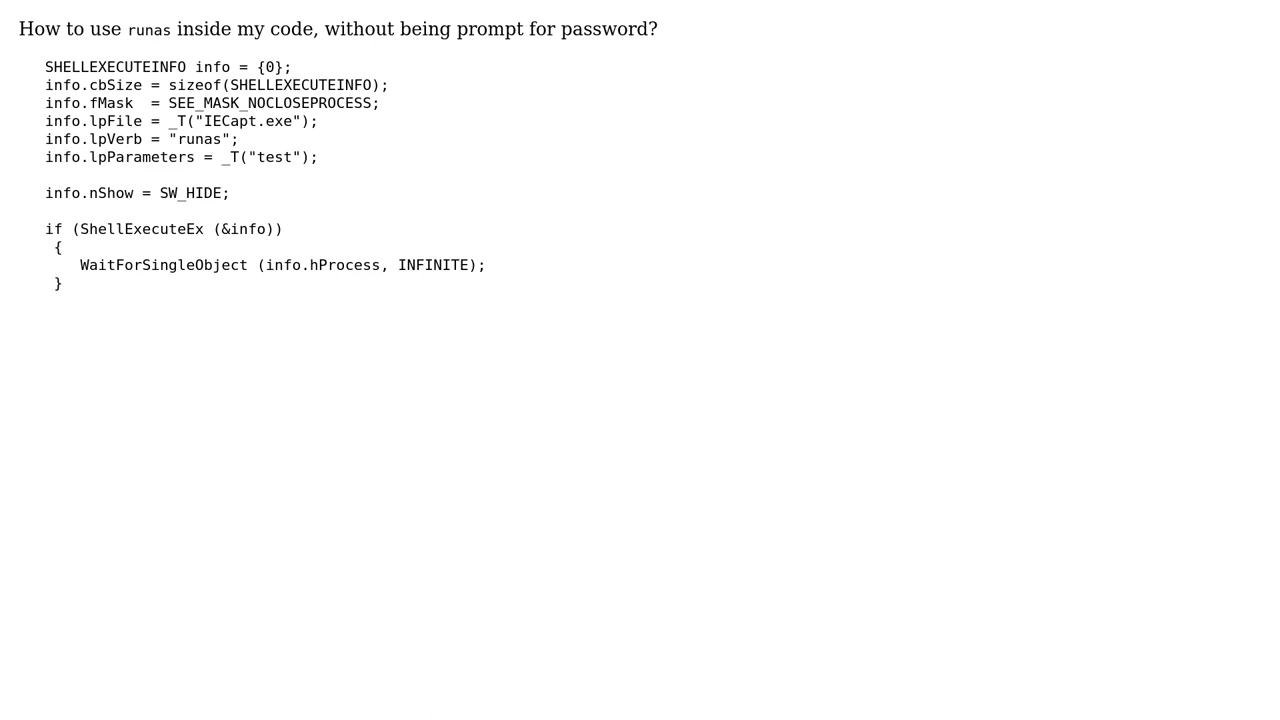 How to use runas inside my code, without being prompt for password?
SHELLEXECUTEINFO info = {0};
info.cbSize = sizeof(SHELLEXECUTEINFO);
info.fMask  = SEE_MASK_NOCLOSEPROCESS;
info.lpFile = _T("IECapt.exe");
info.lpVerb = "runas";
info.lpParameters = _T("test");
info.nShow = SW_HIDE;
if (ShellExecuteEx (&info))
{
WaitForSingleObject (info.hProcess, INFINITE);
}